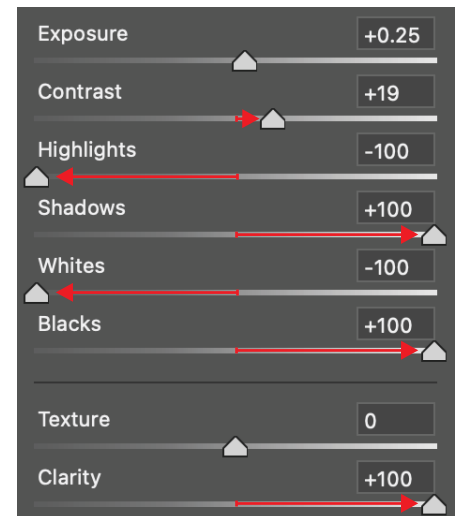 Exposure +0.25
Contrast +19
Highlights -100
Shadows +100
Whites -100
Blacks +100
Texture 0
Clarity +100